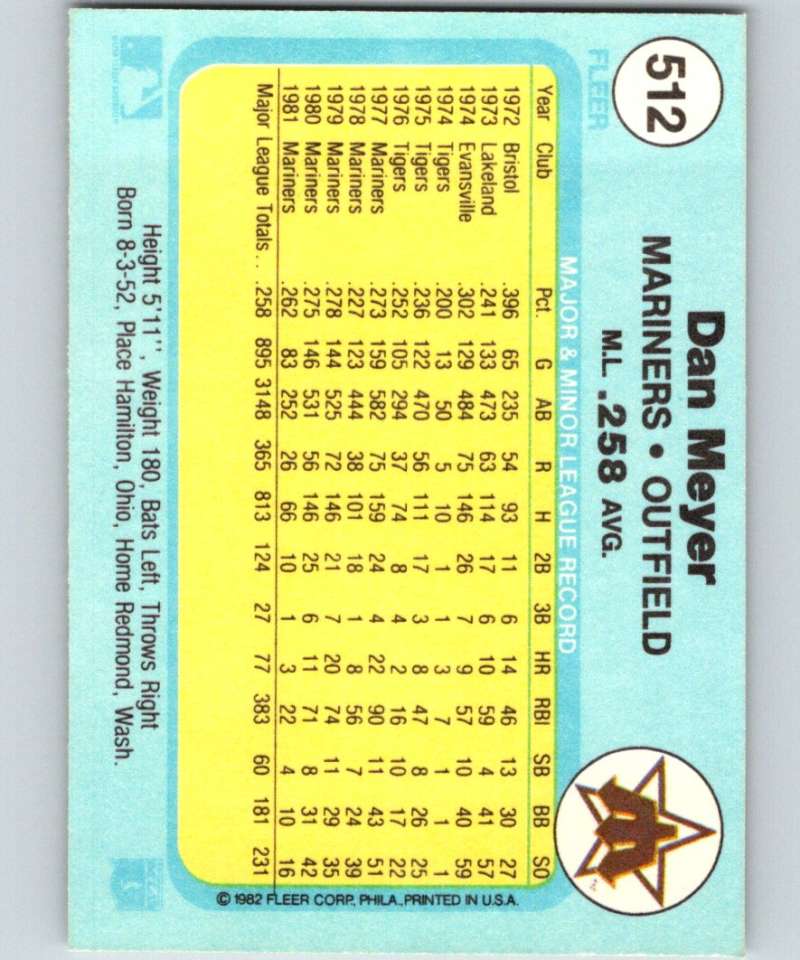 512
FLEER
Dan Meyer
MARINERS • OUTFIELD
M.L. .258 AVG.
MAJOR & MINOR LEAGUE RECORD
Year Club Pct. G AB R H 2B 3B HR RBI SB BB SO
1972 Bristol .396 65 235 54 93 11 6 14 46 13 30 27
1973 Lakeland .241 133 473 63 114 17 6 10 59 4 41 57
1974 Evansville .302 129 484 75 146 26 7 9 57 10 40 59
1974 Tigers .200 13 50 5 10 1 1 3 7 1 1 1
1975 Tigers .236 122 470 56 111 17 3 8 47 8 26 25
1976 Tigers .252 105 294 37 74 8 4 2 16 10 17 22
1977 Mariners .273 159 582 75 159 24 4 22 90 11 43 51
1978 Mariners .227 123 444 38 101 18 1 8 56 7 24 39
1979 Mariners .278 144 525 72 146 21 7 20 74 11 29 35
1980 Mariners .275 146 531 56 146 25 6 11 71 8 31 42
1981 Mariners .262 83 252 26 66 10 1 3 22 4 10 16
Major League Totals .. .258 895 3148 365 813 124 27 77 383 60 181 231
© 1982 FLEER CORP., PHILA., PRINTED IN U.S.A.
Height 5'11", Weight 180, Bats Left, Throws Right
Born 8-3-52, Place Hamilton, Ohio, Home Redmond, Wash.